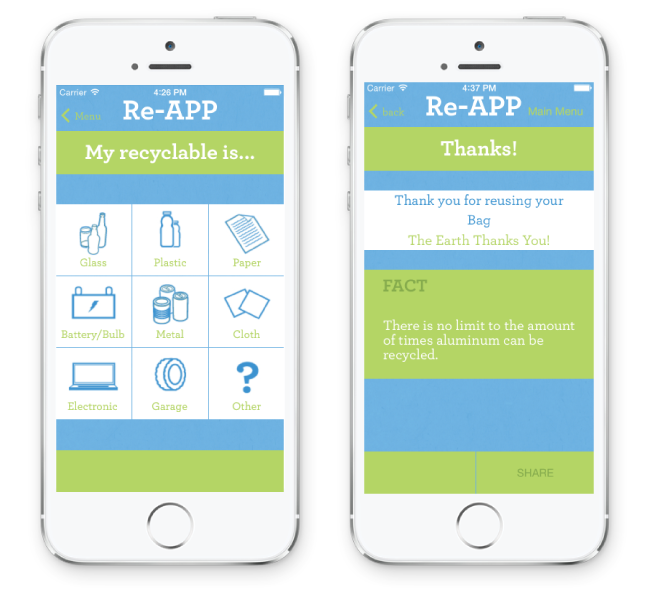 Carrier 4:26 PM
Menu Re-APP
My recyclable is...
Glass Plastic Paper
Battery/Bulb Metal Cloth
Electronic Garage Other
Carrier 4:37 PM
back Re-APP Main Menu
Thanks!
Thank you for reusing your
Bag
The Earth Thanks You!
FACT
There is no limit to the amount
of times aluminum can be
recycled.
SHARE